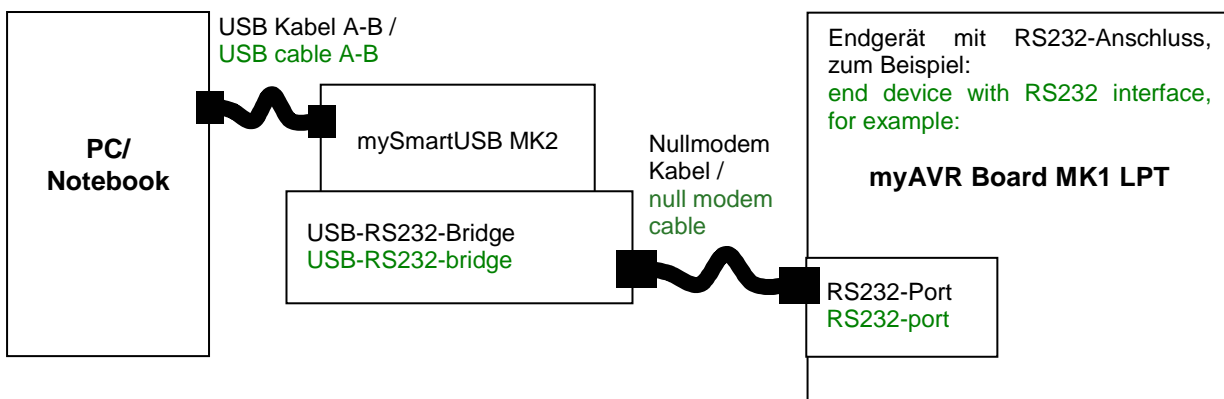 USB Kabel A-B /
USB cable A-B
PC/
Notebook
mySmartUSB MK2
USB-RS232-Bridge
USB-RS232-bridge
Nullmodem
Kabel /
null modem
cable
Endgerät mit RS232-Anschluss,
zum Beispiel:
end device with RS232 interface,
for example:
myAVR Board MK1 LPT
RS232-Port
RS232-port